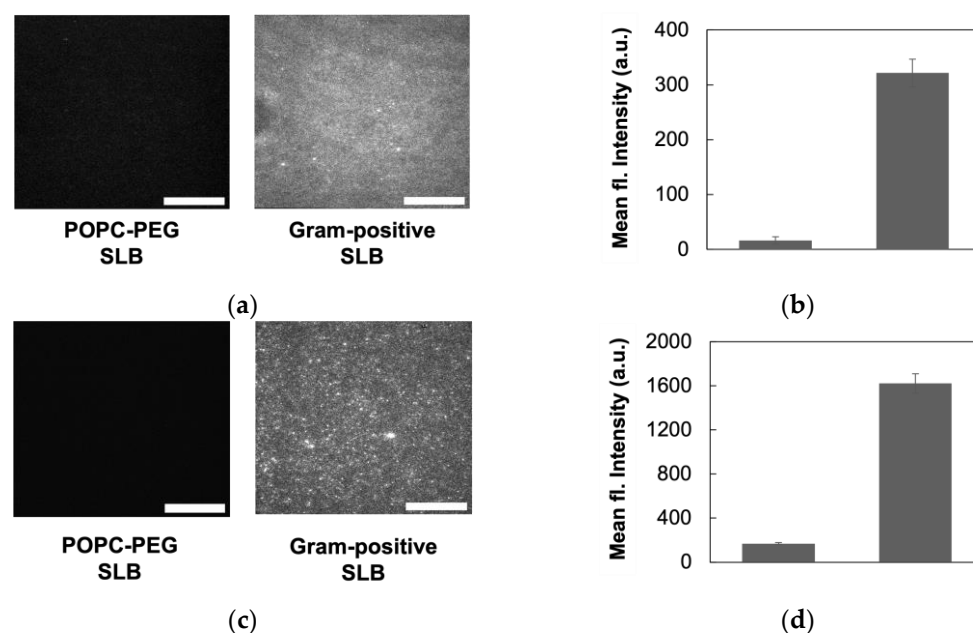 POPC-PEG
SLB
Gram-positive
SLB
(a)
Mean fl. Intensity (a.u.)
400
300
200
100
0
(b)
POPC-PEG
SLB
Gram-positive
SLB
(c)
Mean fl. Intensity (a.u.)
2000
1600
1200
800
400
0
(d)